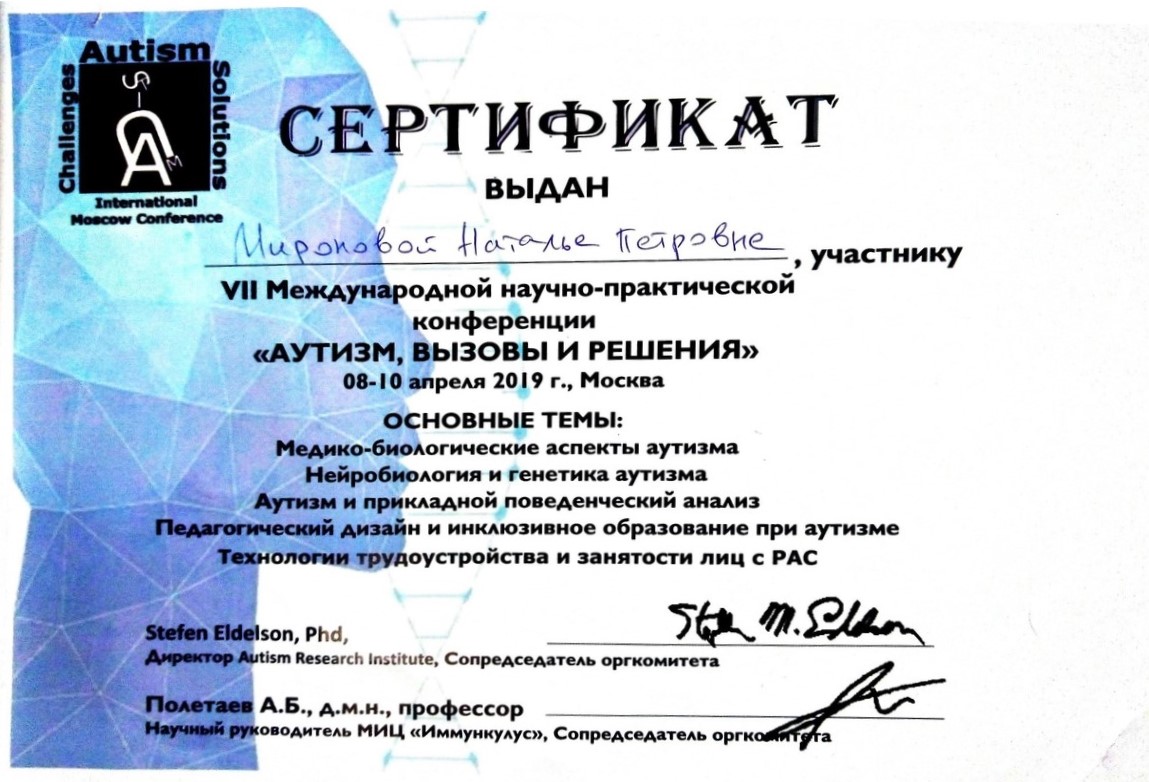 Autism
Challenges
Solutions
International
Moscow Conference
СЕРТИФИКАТ
ВЫДАН
Мироновой Наталье Петровне, участнику
VII Международной научно-практической
конференции
«АУТИЗМ, ВЫЗОВЫ И РЕШЕНИЯ»
08-10 апреля 2019 г., Москва
ОСНОВНЫЕ ТЕМЫ:
Медико-биологические аспекты аутизма
Нейробиология и генетика аутизма
Аутизм и прикладной поведенческий анализ
Педагогический дизайн и инклюзивное образование при аутизме
Технологии трудоустройства и занятости лиц с РАС
Stefen Eldelson, Phd,
Stephen M. Edelson
Директор Autism Research Institute, Сопредседатель оргкомитета
Полетаев А.Б., д.м.н., профессор
Научный руководитель МИЦ «Иммункулус», Сопредседатель оргкомитета